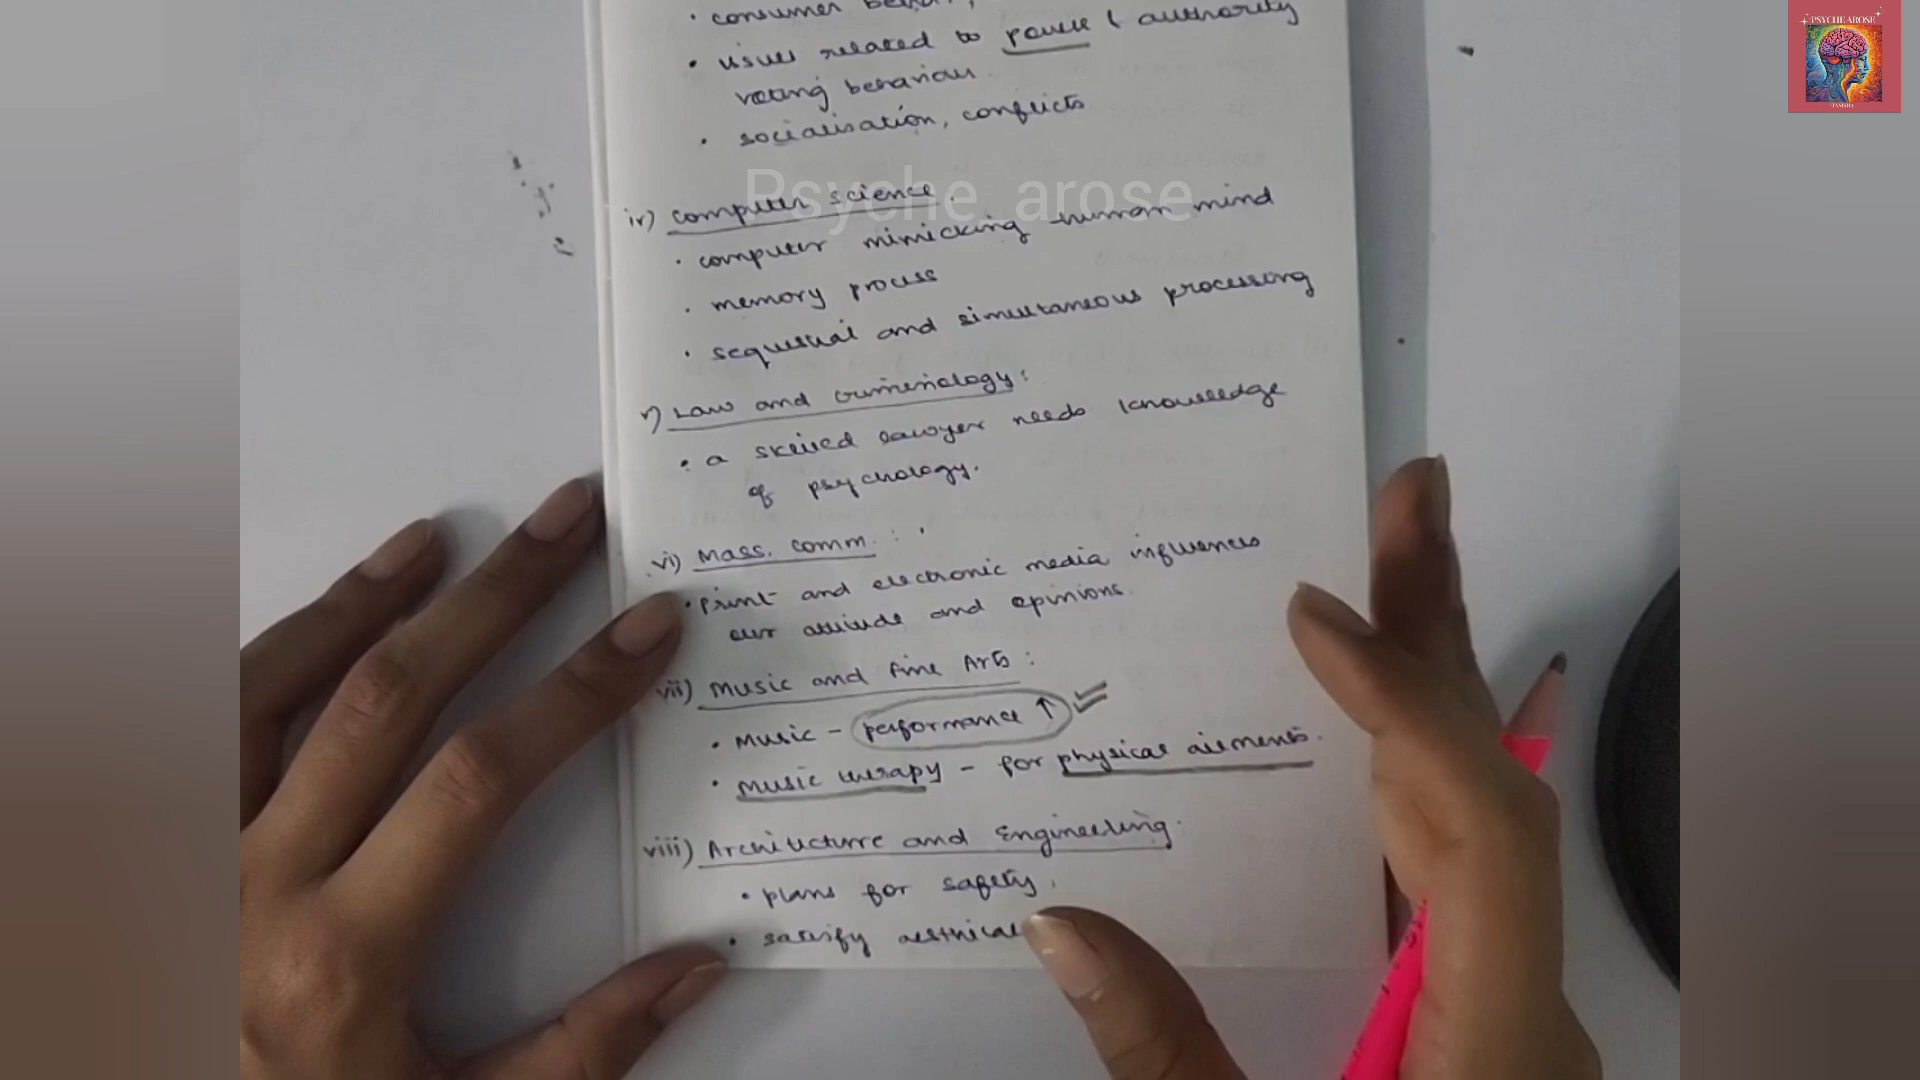 • consumer
• issues related to power & authority
voting behaviour.
• socialisation, conflicts
iv) computer science.
• computer mimicking human mind
• memory process
• sequential and simultaneous processing
v) Law and criminology:
• a skilled lawyer needs knowledge
of psychology.
vi) Mass. comm. :
• Print and electronic media influences
our attitude and opinions.
vii) Music and Fine Arts :
• Music – performance ↑
• Music therapy – for physical ailments.
viii) Architecture and Engineering.
• plans for safety.
• satisfy
Psyche_arose
PSYCHE AROSE
TANISHA